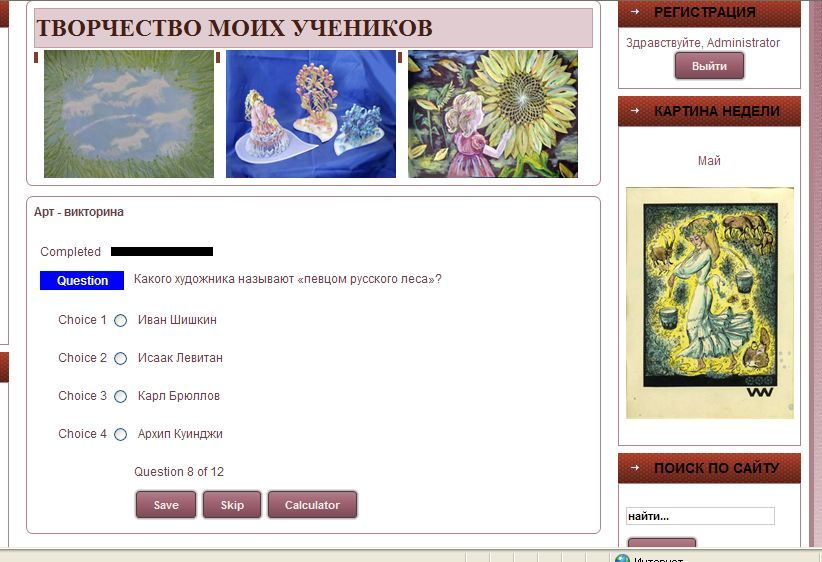 ТВОРЧЕСТВО МОИХ УЧЕНИКОВ
Арт - викторина
Completed
Question Какого художника называют «певцом русского леса»?
Choice 1 Иван Шишкин
Choice 2 Исаак Левитан
Choice 3 Карл Брюллов
Choice 4 Архип Куинджи
Question 8 of 12
Save Skip Calculator
РЕГИСТРАЦИЯ
Здравствуйте, Administrator
Выйти
КАРТИНА НЕДЕЛИ
Май
ПОИСК ПО САЙТУ
найти...
Интернет